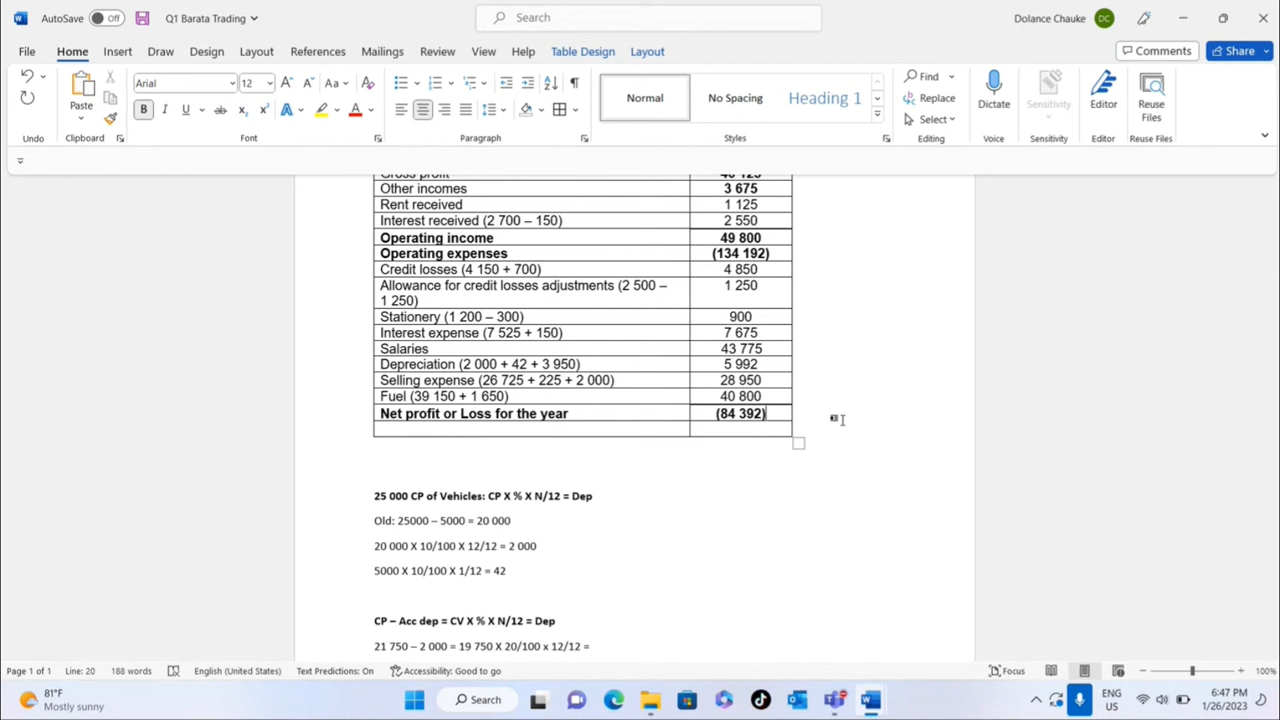 AutoSave Off Q1 Barata Trading Search Dolance Chauke DC
File Home Insert Draw Design Layout References Mailings Review View Help Table Design Layout Comments Share
Arial 12 Aa Find
Paste Normal No Spacing Heading 1 Replace Dictate Sensitivity Editor Reuse Files
B I U ab x₂ x² A A Select
Undo Clipboard Font Paragraph Styles Editing Voice Sensitivity Editor Reuse Files
Gross profit 46 125
Other incomes 3 675
Rent received 1 125
Interest received (2 700 – 150) 2 550
Operating income 49 800
Operating expenses (134 192)
Credit losses (4 150 + 700) 4 850
Allowance for credit losses adjustments (2 500 – 1 250
1 250)
Stationery (1 200 – 300) 900
Interest expense (7 525 + 150) 7 675
Salaries 43 775
Depreciation (2 000 + 42 + 3 950) 5 992
Selling expense (26 725 + 225 + 2 000) 28 950
Fuel (39 150 + 1 650) 40 800
Net profit or Loss for the year (84 392)
25 000 CP of Vehicles: CP X % X N/12 = Dep
Old: 25000 – 5000 = 20 000
20 000 X 10/100 X 12/12 = 2 000
5000 X 10/100 X 1/12 = 42
CP – Acc dep = CV X % X N/12 = Dep
21 750 – 2 000 = 19 750 X 20/100 x 12/12 =
Page 1 of 1 Line: 20 188 words English (United States) Text Predictions: On Accessibility: Good to go Focus 100%
81°F
Mostly sunny
Search
ENG
US
6:47 PM
1/26/2023